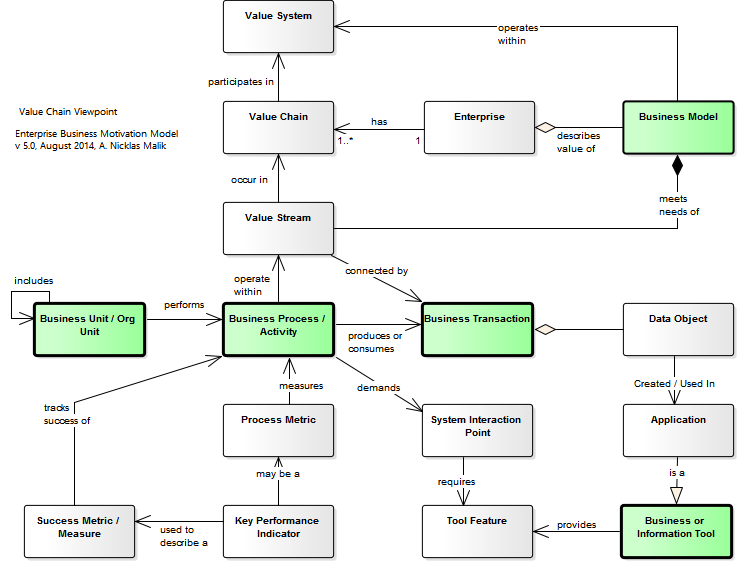 Value System
operates
within
participates in
Value Chain Viewpoint
Enterprise Business Motivation Model
v 5.0, August 2014, A. Nicklas Malik
Value Chain
has
1..*
1
Enterprise
describes
value of
Business Model
occur in
meets
needs of
Value Stream
operate
within
connected by
includes
Business Unit / Org
Unit
performs
Business Process /
Activity
produces or
consumes
Business Transaction
Data Object
tracks
success of
measures
demands
Created / Used In
Process Metric
System Interaction
Point
Application
may be a
requires
is a
Success Metric /
Measure
used to
describe a
Key Performance
Indicator
Tool Feature
provides
Business or
Information Tool